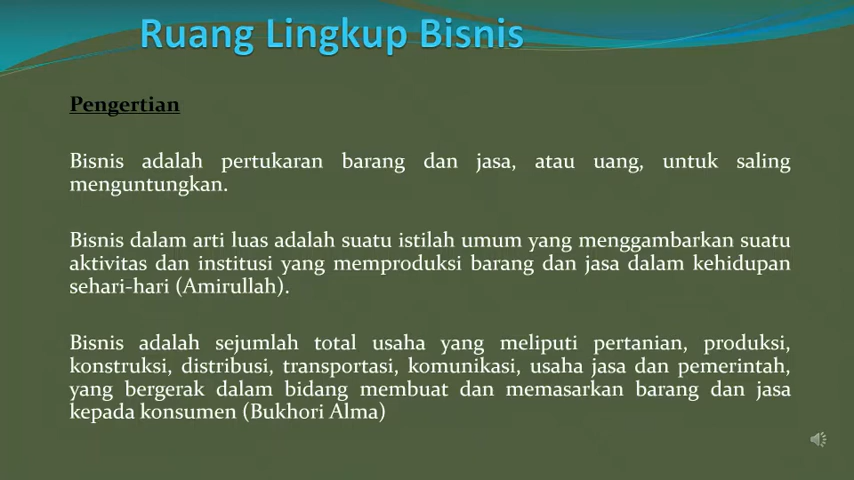 Ruang Lingkup Bisnis
Pengertian
Bisnis adalah pertukaran barang dan jasa, atau uang, untuk saling
menguntungkan.
Bisnis dalam arti luas adalah suatu istilah umum yang menggambarkan suatu
aktivitas dan institusi yang memproduksi barang dan jasa dalam kehidupan
sehari-hari (Amirullah).
Bisnis adalah sejumlah total usaha yang meliputi pertanian, produksi,
konstruksi, distribusi, transportasi, komunikasi, usaha jasa dan pemerintah,
yang bergerak dalam bidang membuat dan memasarkan barang dan jasa
kepada konsumen (Bukhori Alma)